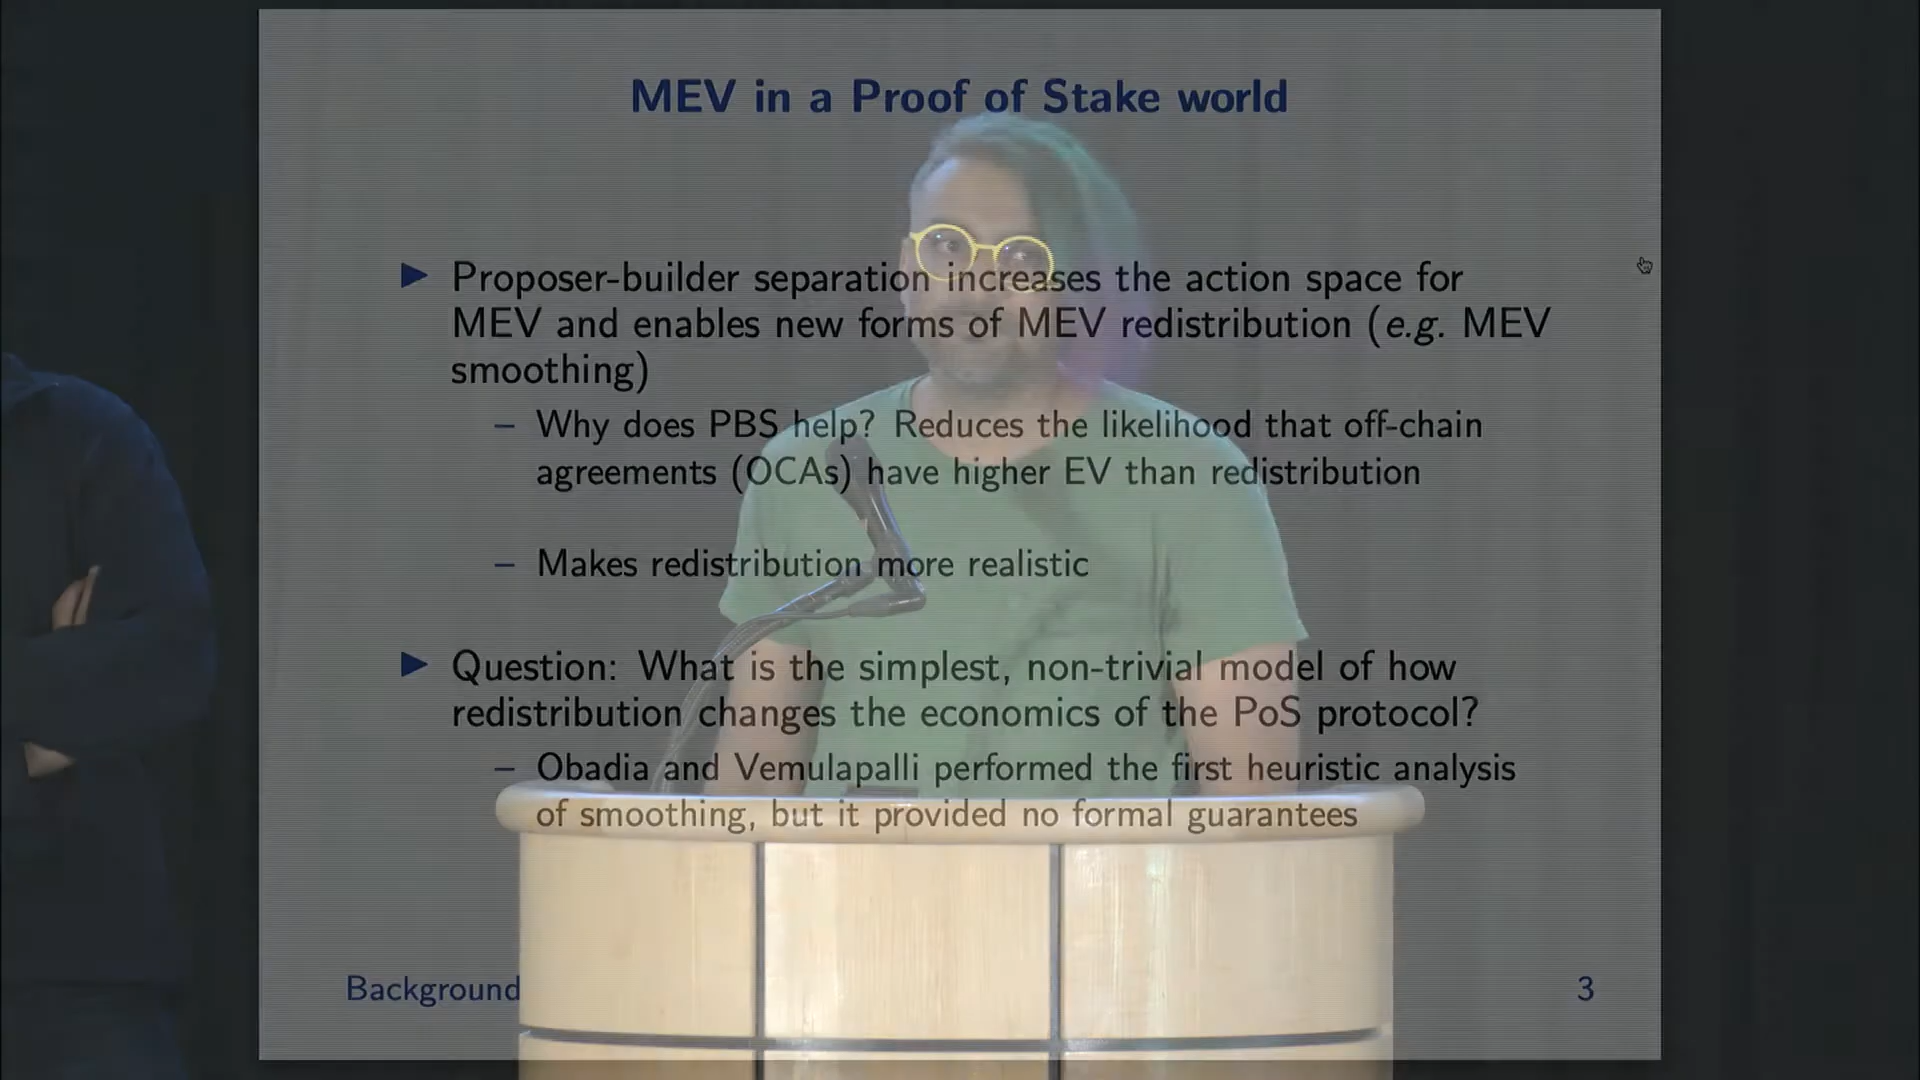 MEV in a Proof of Stake world
Proposer-builder separation increases the action space for
MEV and enables new forms of MEV redistribution (e.g. MEV
smoothing)
– Why does PBS help? Reduces the likelihood that off-chain
agreements (OCAs) have higher EV than redistribution
– Makes redistribution more realistic
Question: What is the simplest, non-trivial model of how
redistribution changes the economics of the PoS protocol?
– Obadia and Vemulapalli performed the first heuristic analysis
of smoothing, but it provided no formal guarantees
Background
3